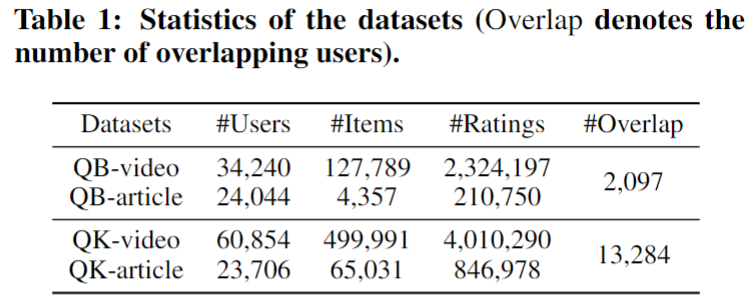 Table 1: Statistics of the datasets (Overlap denotes the
number of overlapping users).
Datasets #Users #Items #Ratings #Overlap
QB-video 34,240 127,789 2,324,197
2,097
QB-article 24,044 4,357 210,750
QK-video 60,854 499,991 4,010,290
13,284
QK-article 23,706 65,031 846,978